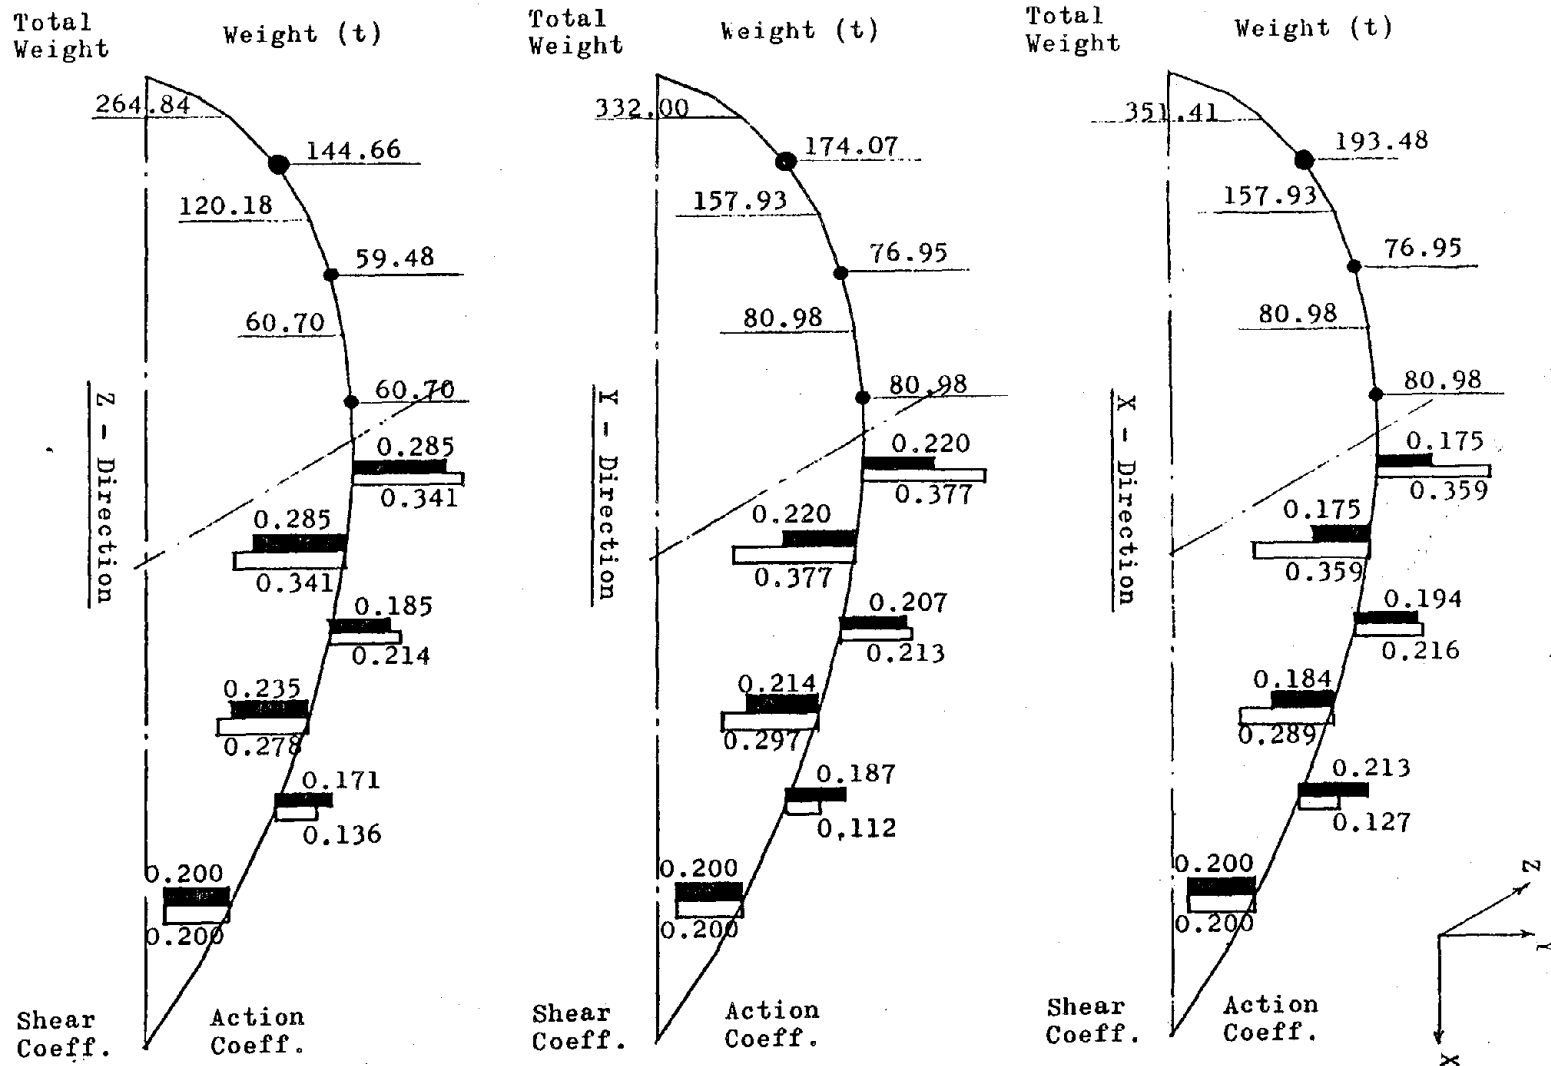 Total
Weight
Weight (t)
264.84
144.66
120.18
59.48
60.70
60.70
Z - Direction
0.285
0.341
0.285
0.341
0.185
0.214
0.235
0.278
0.171
0.136
0.200
0.200
Shear
Coeff.
Action
Coeff.
Total
Weight
Weight (t)
332.00
174.07
157.93
76.95
80.98
80.98
Y - Direction
0.220
0.377
0.220
0.377
0.207
0.213
0.214
0.297
0.187
0.112
0.200
0.200
Shear
Coeff.
Action
Coeff.
Total
Weight
Weight (t)
351.41
193.48
157.93
76.95
80.98
80.98
X - Direction
0.175
0.359
0.175
0.359
0.194
0.216
0.184
0.289
0.213
0.127
0.200
0.200
Shear
Coeff.
Action
Coeff.
Z
Y
X